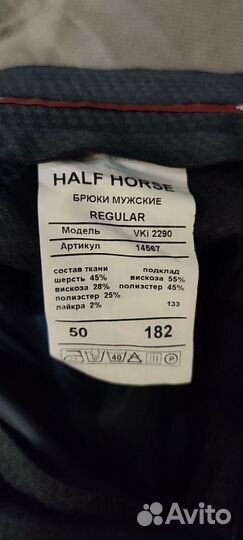 HALF HORSE
БРЮКИ МУЖСКИЕ
REGULAR
Модель VKi 2290
Артикул 14567
состав ткани подклад
шерсть 45% вискоза 55%
вискоза 28% полиэстер 45%
полиэстер 25%
лайкра 2% 133
50 182
40 P
Avito